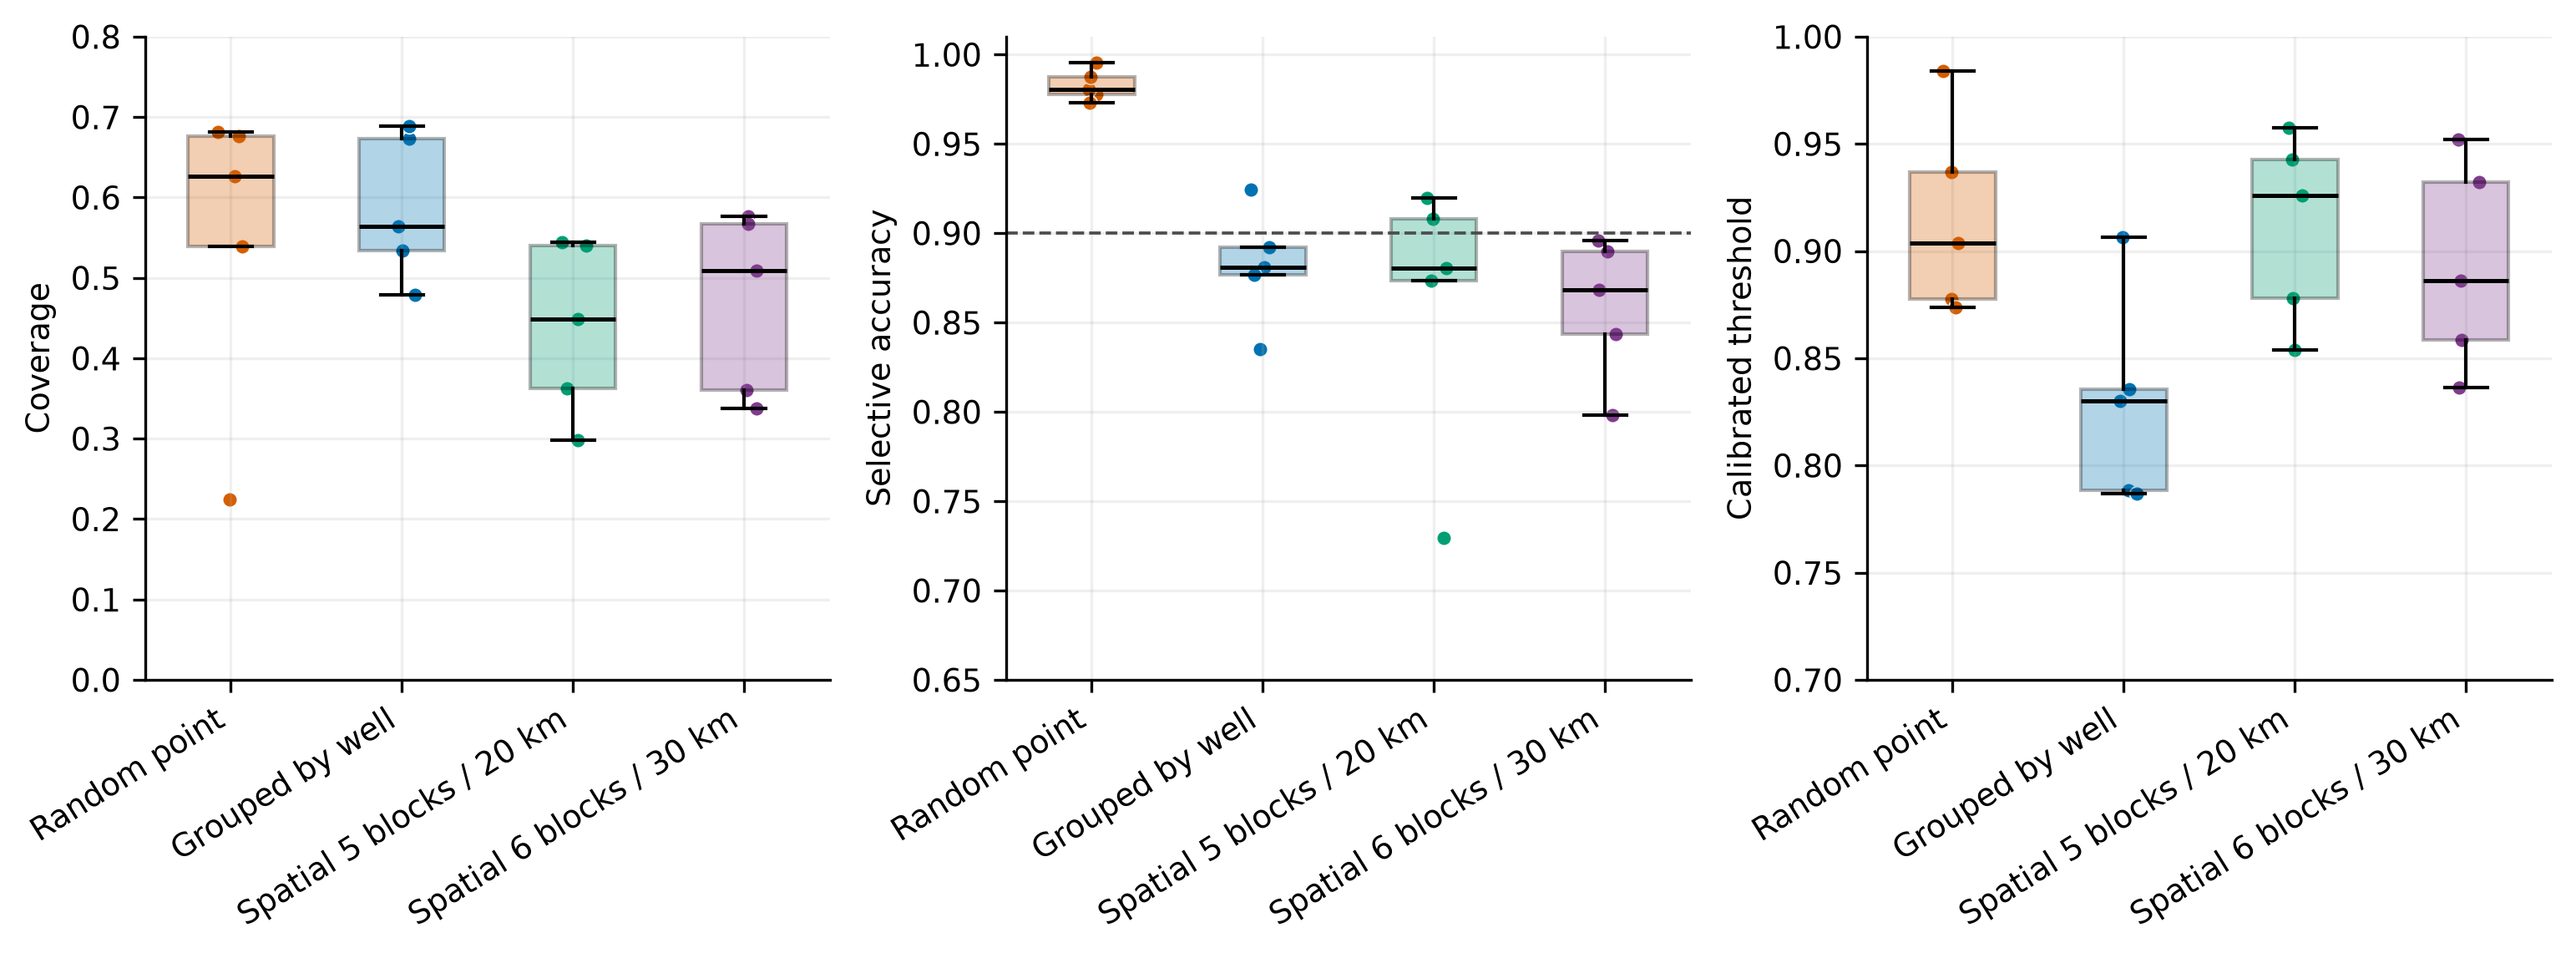 Coverage
0.8
0.7
0.6
0.5
0.4
0.3
0.2
0.1
0.0
Random point
Grouped by well
Spatial 5 blocks / 20 km
Spatial 6 blocks / 30 km
Selective accuracy
1.00
0.95
0.90
0.85
0.80
0.75
0.70
0.65
Random point
Grouped by well
Spatial 5 blocks / 20 km
Spatial 6 blocks / 30 km
Calibrated threshold
1.00
0.95
0.90
0.85
0.80
0.75
0.70
Random point
Grouped by well
Spatial 5 blocks / 20 km
Spatial 6 blocks / 30 km